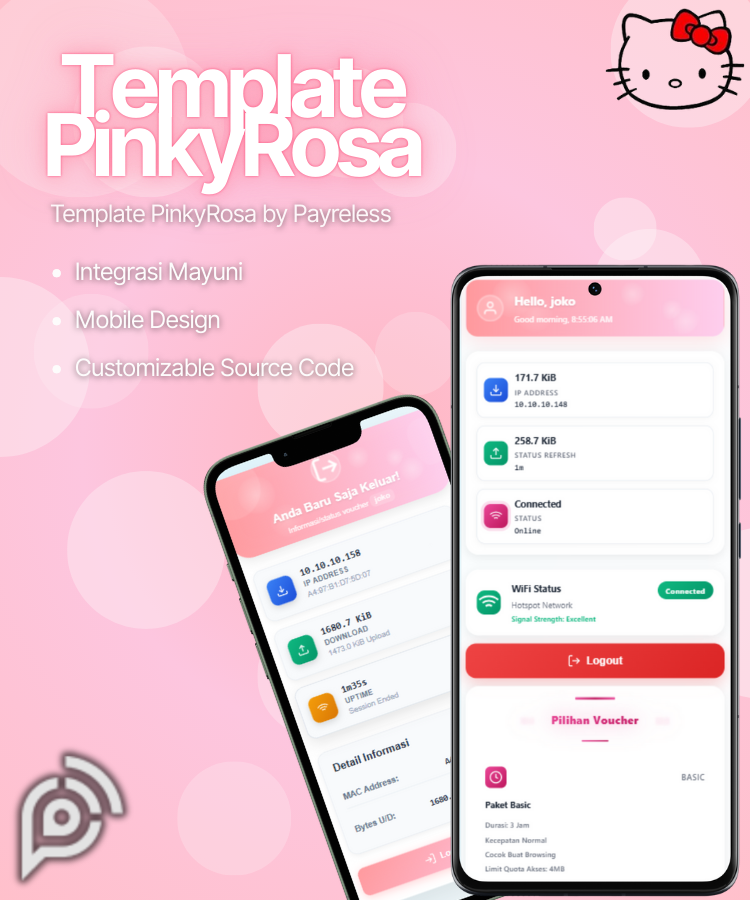 Template
PinkyRosa
Template PinkyRosa by Payreless
Integrasi Mayuni
Mobile Design
Customizable Source Code
Hello, joko
Good morning, 8:55:06 AM
171.7 KiB
IP ADDRESS
10.10.10.148
258.7 KiB
STATUS REFRESH
1m
Connected
STATUS
Online
WiFi Status
Connected
Hotspot Network
Signal Strength: Excellent
Logout
Pilihan Voucher
BASIC
Paket Basic
Durasi: 3 Jam
Kecepatan Normal
Cocok Buat Browsing
Limit Quota Akses: 4MB
Anda Baru Saja Keluar!
Informasi/status voucher joko
10.10.10.158
IP ADDRESS
A4:97:B1:D7:5D:07
1680.7 KiB
DOWNLOAD
1473.0 KiB Upload
1m35s
UPTIME
Session Ended
Detail Informasi
MAC Address:
Bytes U/D:
1680.
Lo